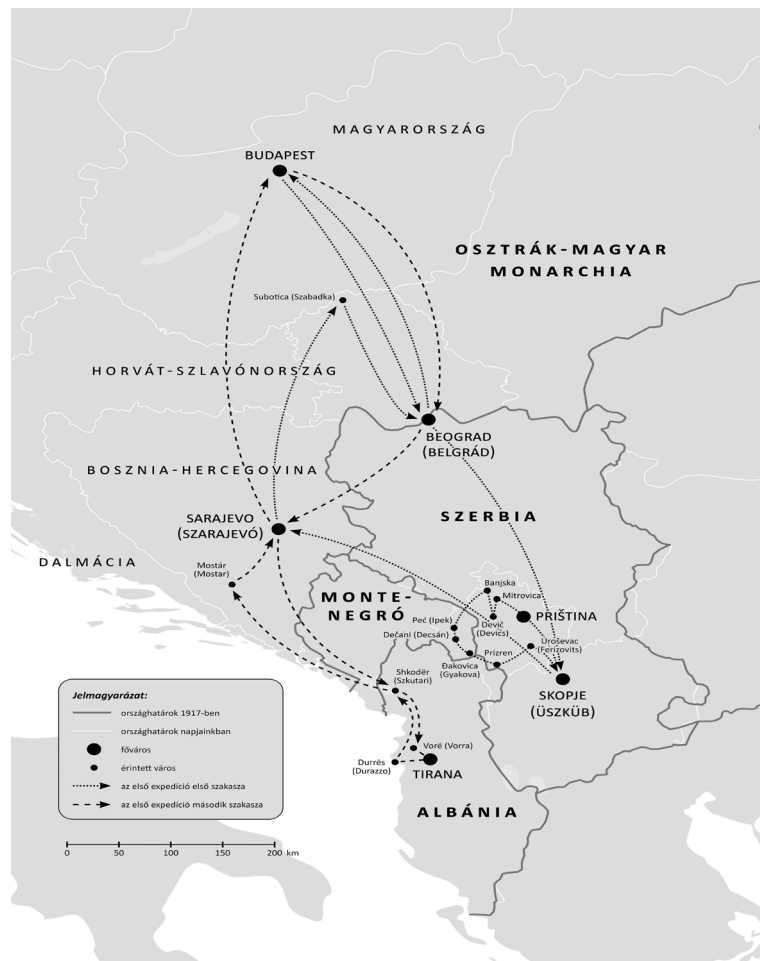 MAGYARORSZÁG
BUDAPEST
OSZTRÁK-MAGYAR
MONARCHIA
Subotica (Szabadka)
HORVÁT-SZLAVÓNORSZÁG
BEOGRAD
(BELGRÁD)
BOSZNIA-HERCEGOVINA
SZERBIA
SARAJEVO
(SZARAJEVÓ)
DALMÁCIA
Mostár
(Mostar)
MONTE-
NEGRÓ
Banjska
Mitrovica
PRIŠTINA
Peć (Ipek)
Devič
(Devičs)
Dečani (Decsán)
Uroševac
(Ferizovits)
Đakovica
(Gyakova)
Prizren
Shkodër
(Szkutari)
SKOPJE
(ÜSZKÜB)
Vorë (Vorra)
Durrës
(Durazzo)
TIRANA
ALBÁNIA
Jelmagyarázat:
országhatárok 1917-ben
országhatárok napjainkban
főváros
érintett város
az első expedíció első szakasza
az első expedíció második szakasza
0 50 100 150 200 km